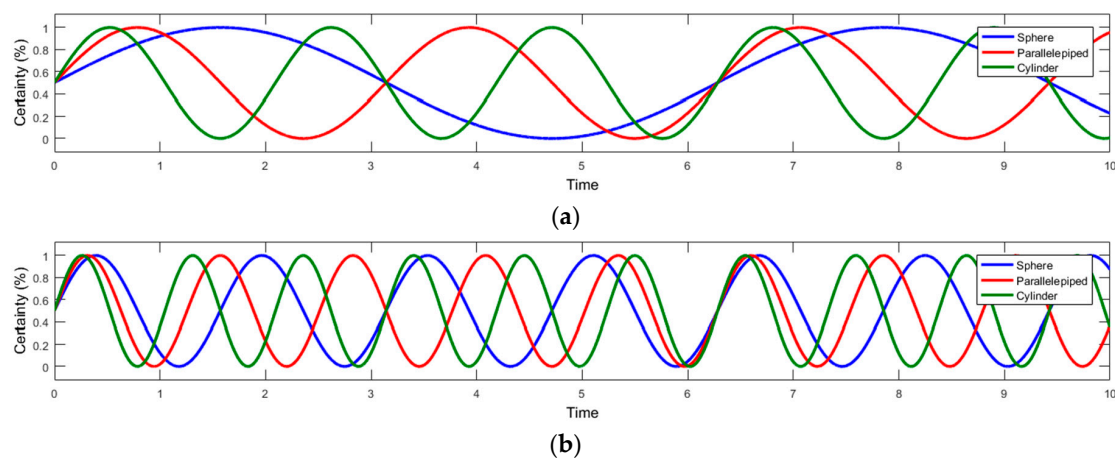 Certainty (%)
1
0.8
0.6
0.4
0.2
0
Sphere
Parallelepiped
Cylinder
0 1 2 3 4 5 6 7 8 9 10
Time
(a)
Certainty (%)
1
0.8
0.6
0.4
0.2
0
Sphere
Parallelepiped
Cylinder
0 1 2 3 4 5 6 7 8 9 10
Time
(b)